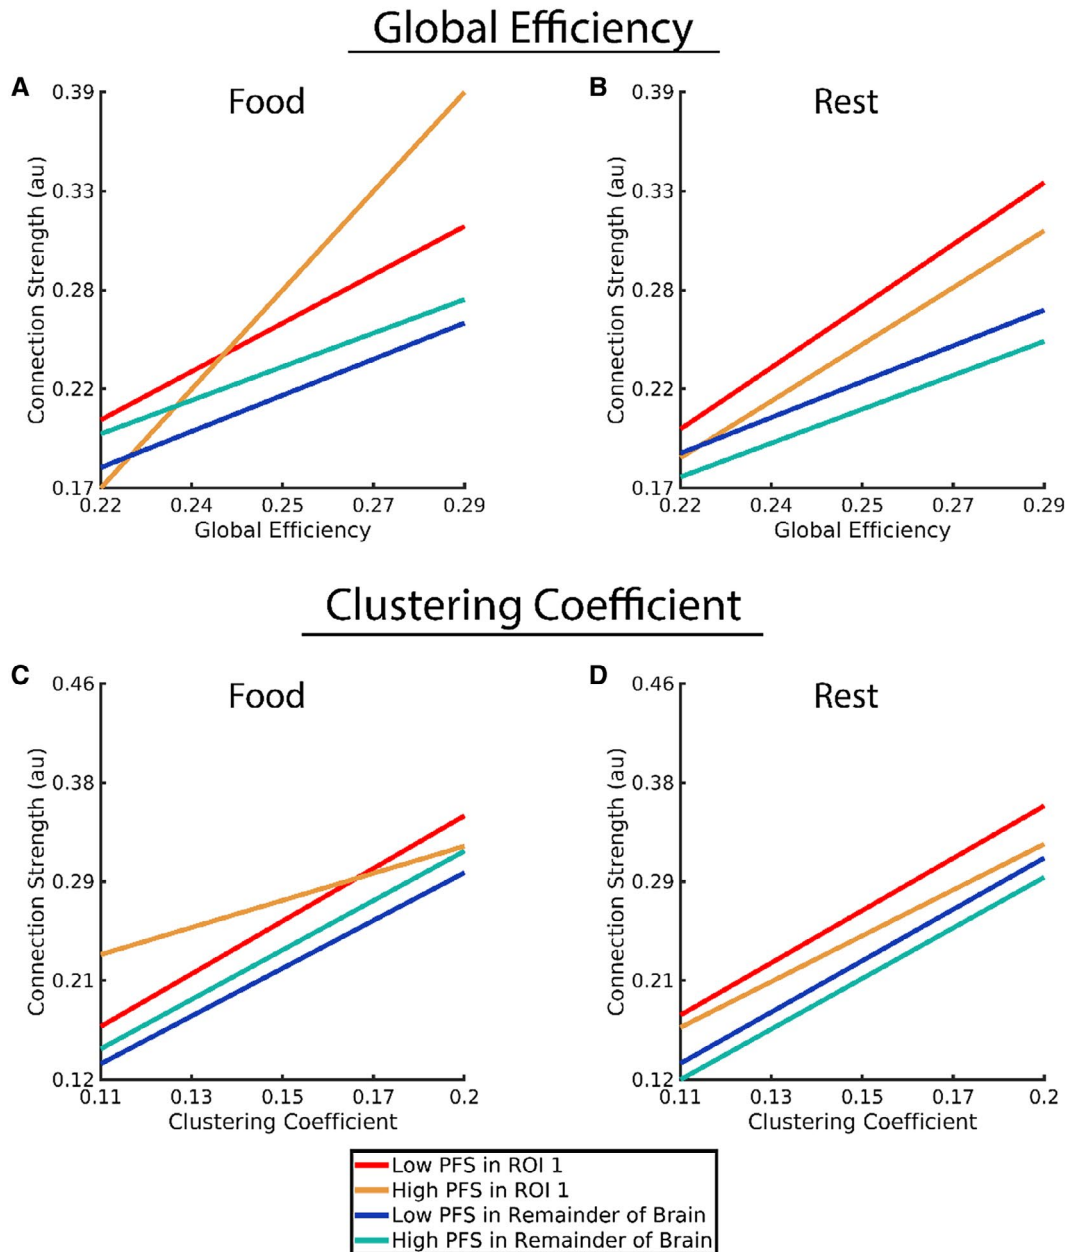 Global Efficiency
A
Food
0.39
0.33
0.28
0.22
0.17
Connection Strength (au)
0.22 0.24 0.25 0.27 0.29
Global Efficiency
B
Rest
0.39
0.33
0.28
0.22
0.17
Connection Strength (au)
0.22 0.24 0.25 0.27 0.29
Global Efficiency
Clustering Coefficient
C
Food
0.46
0.38
0.29
0.21
0.12
Connection Strength (au)
0.11 0.13 0.15 0.17 0.2
Clustering Coefficient
D
Rest
0.46
0.38
0.29
0.21
0.12
Connection Strength (au)
0.11 0.13 0.15 0.17 0.2
Clustering Coefficient
Low PFS in ROI 1
High PFS in ROI 1
Low PFS in Remainder of Brain
High PFS in Remainder of Brain